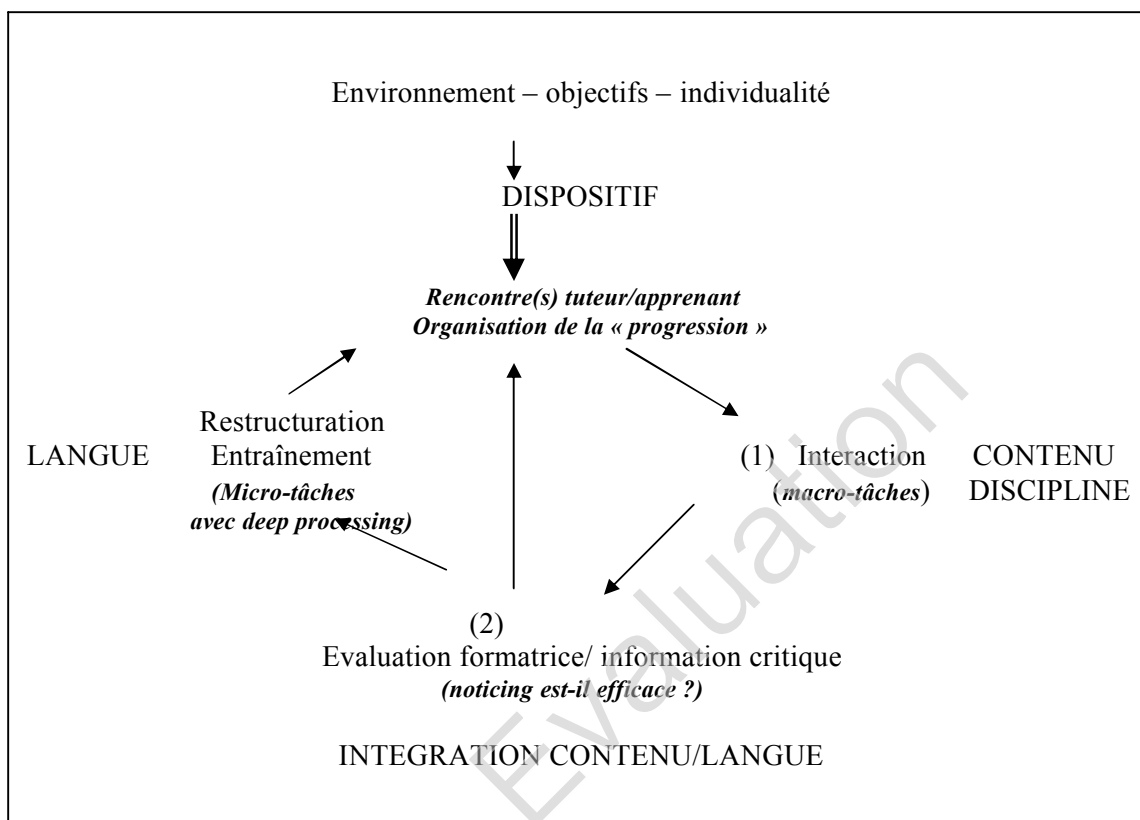 Environnement – objectifs – individualité
DISPOSITIF
Rencontre(s) tuteur/apprenant
Organisation de la « progression »
Restructuration
LANGUE Entraînement
(Micro-tâches
avec deep processing)
(1) Interaction CONTENU
(macro-tâches) DISCIPLINE
(2)
Evaluation formatrice/ information critique
(noticing est-il efficace ?)
INTEGRATION CONTENU/LANGUE
Evaluation